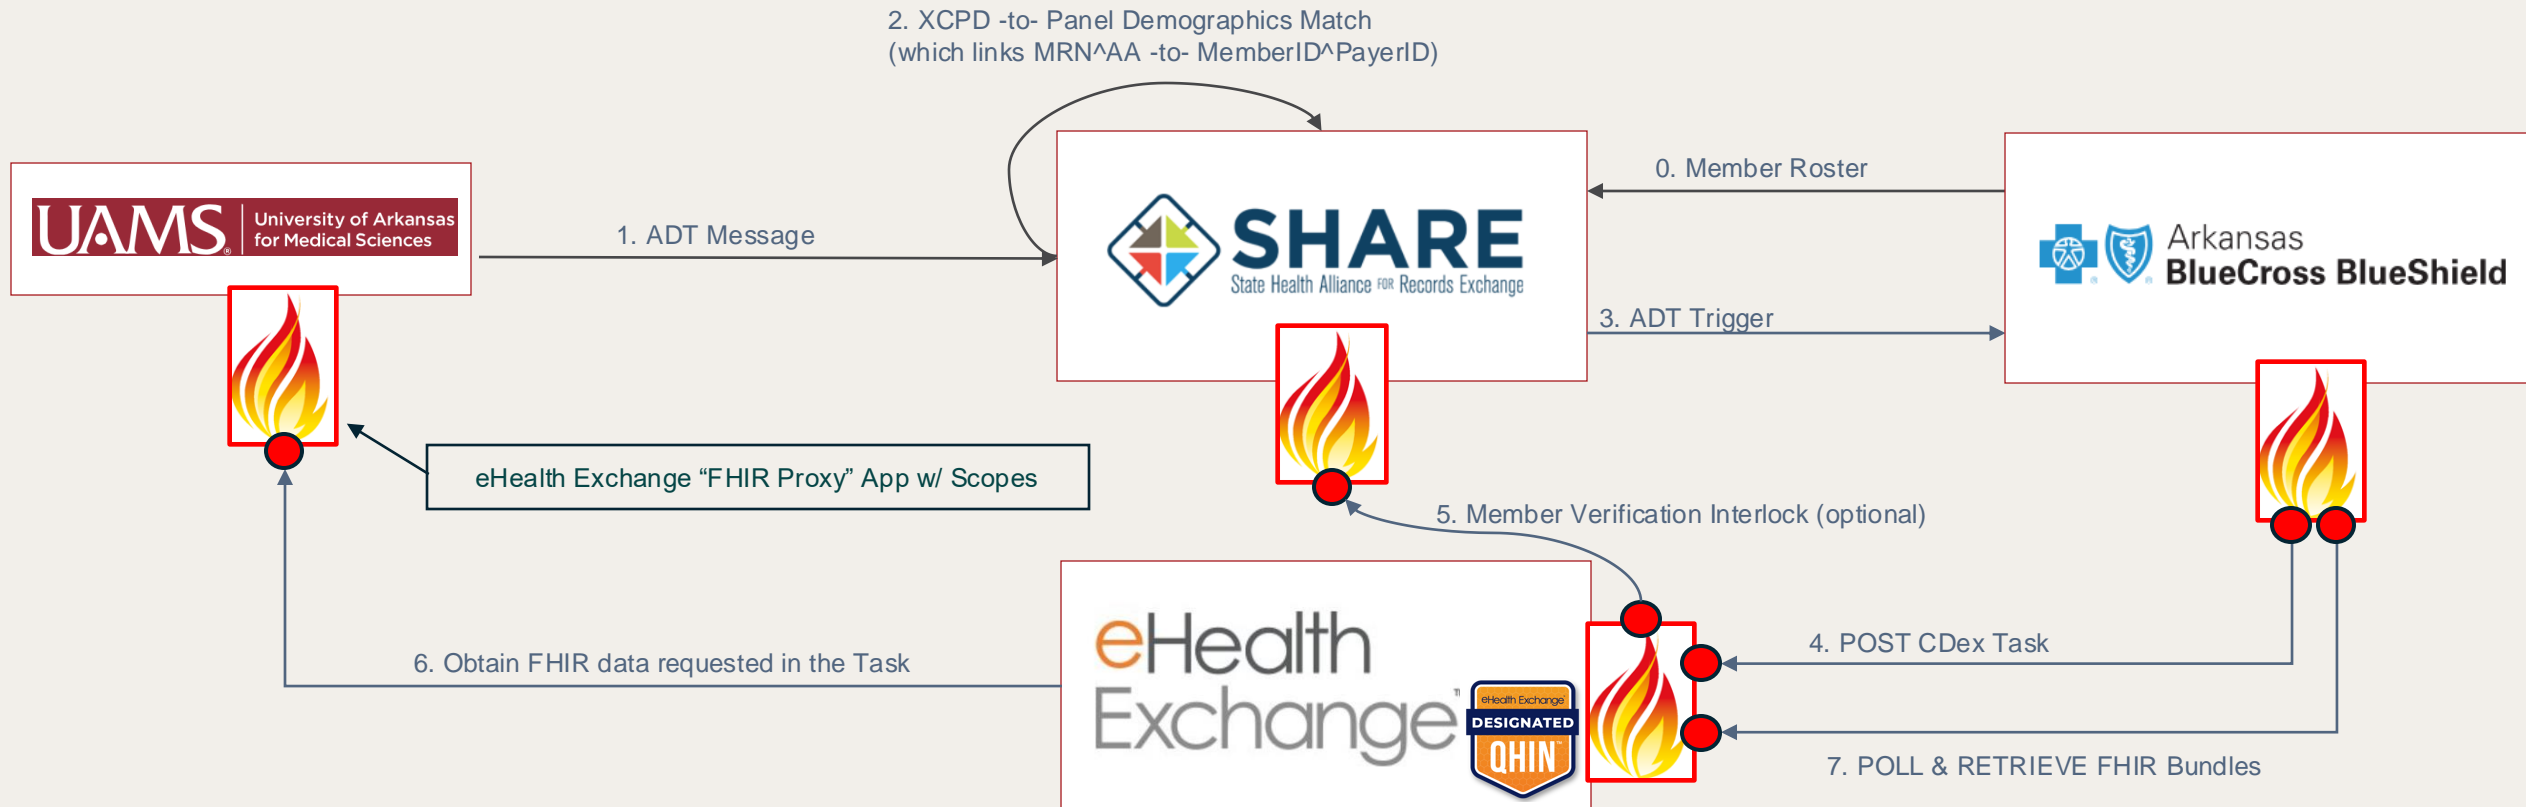 2. XCPD -to- Panel Demographics Match
(which links MRN^AA -to- MemberID^PayerID)
0. Member Roster
UAMS®
University of Arkansas
for Medical Sciences
1. ADT Message
SHARE
State Health Alliance FOR Records Exchange
Arkansas
BlueCross BlueShield
® ®
3. ADT Trigger
eHealth Exchange “FHIR Proxy” App w/ Scopes
5. Member Verification Interlock (optional)
6. Obtain FHIR data requested in the Task
eHealth
Exchange™
eHealth Exchange®
DESIGNATED
QHIN™
4. POST CDex Task
7. POLL & RETRIEVE FHIR Bundles